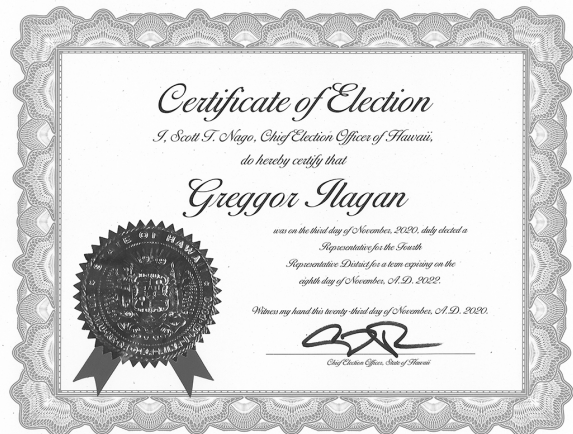 Certificate of Election
I, Scott T. Nago, Chief Election Officer of Hawaii,
do hereby certify that
Greggor Ilagan
was on the third day of November, 2020, duly elected a
Representative for the Fourth
Representative District for a term expiring on the
eighth day of November, A.D. 2022.
Witness my hand this twenty-third day of November, A.D. 2020.
Chief Election Officer, State of Hawaii
STATE OF HAWAII